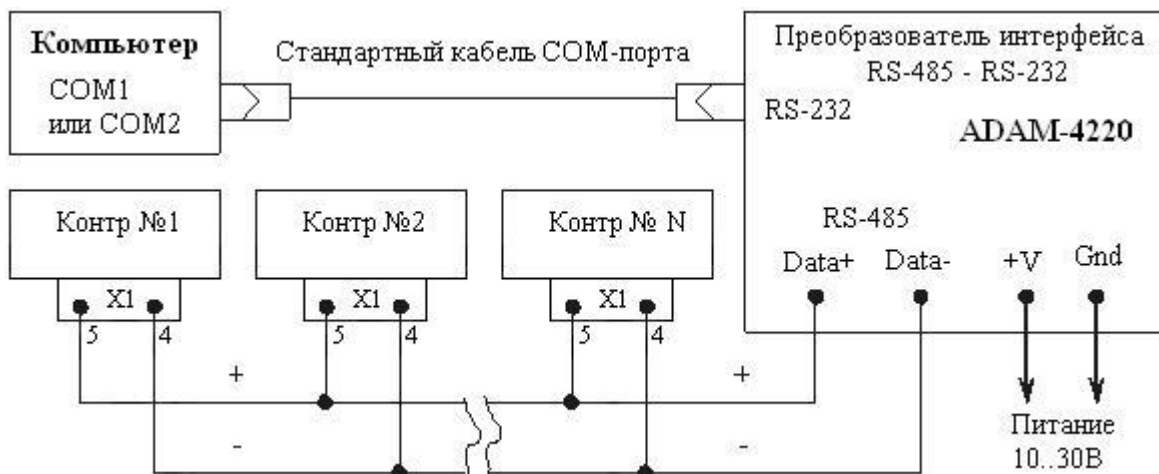 Компьютер
COM1
или COM2
Стандартный кабель COM-порта
Преобразователь интерфейса
RS-485 - RS-232
RS-232
ADAM-4220
Контр №1
Контр №2
Контр № N
X1
X1
X1
5
4
5
4
5
4
RS-485
Data+
Data-
+V
Gnd
+
+
-
-
Питание
10..30В